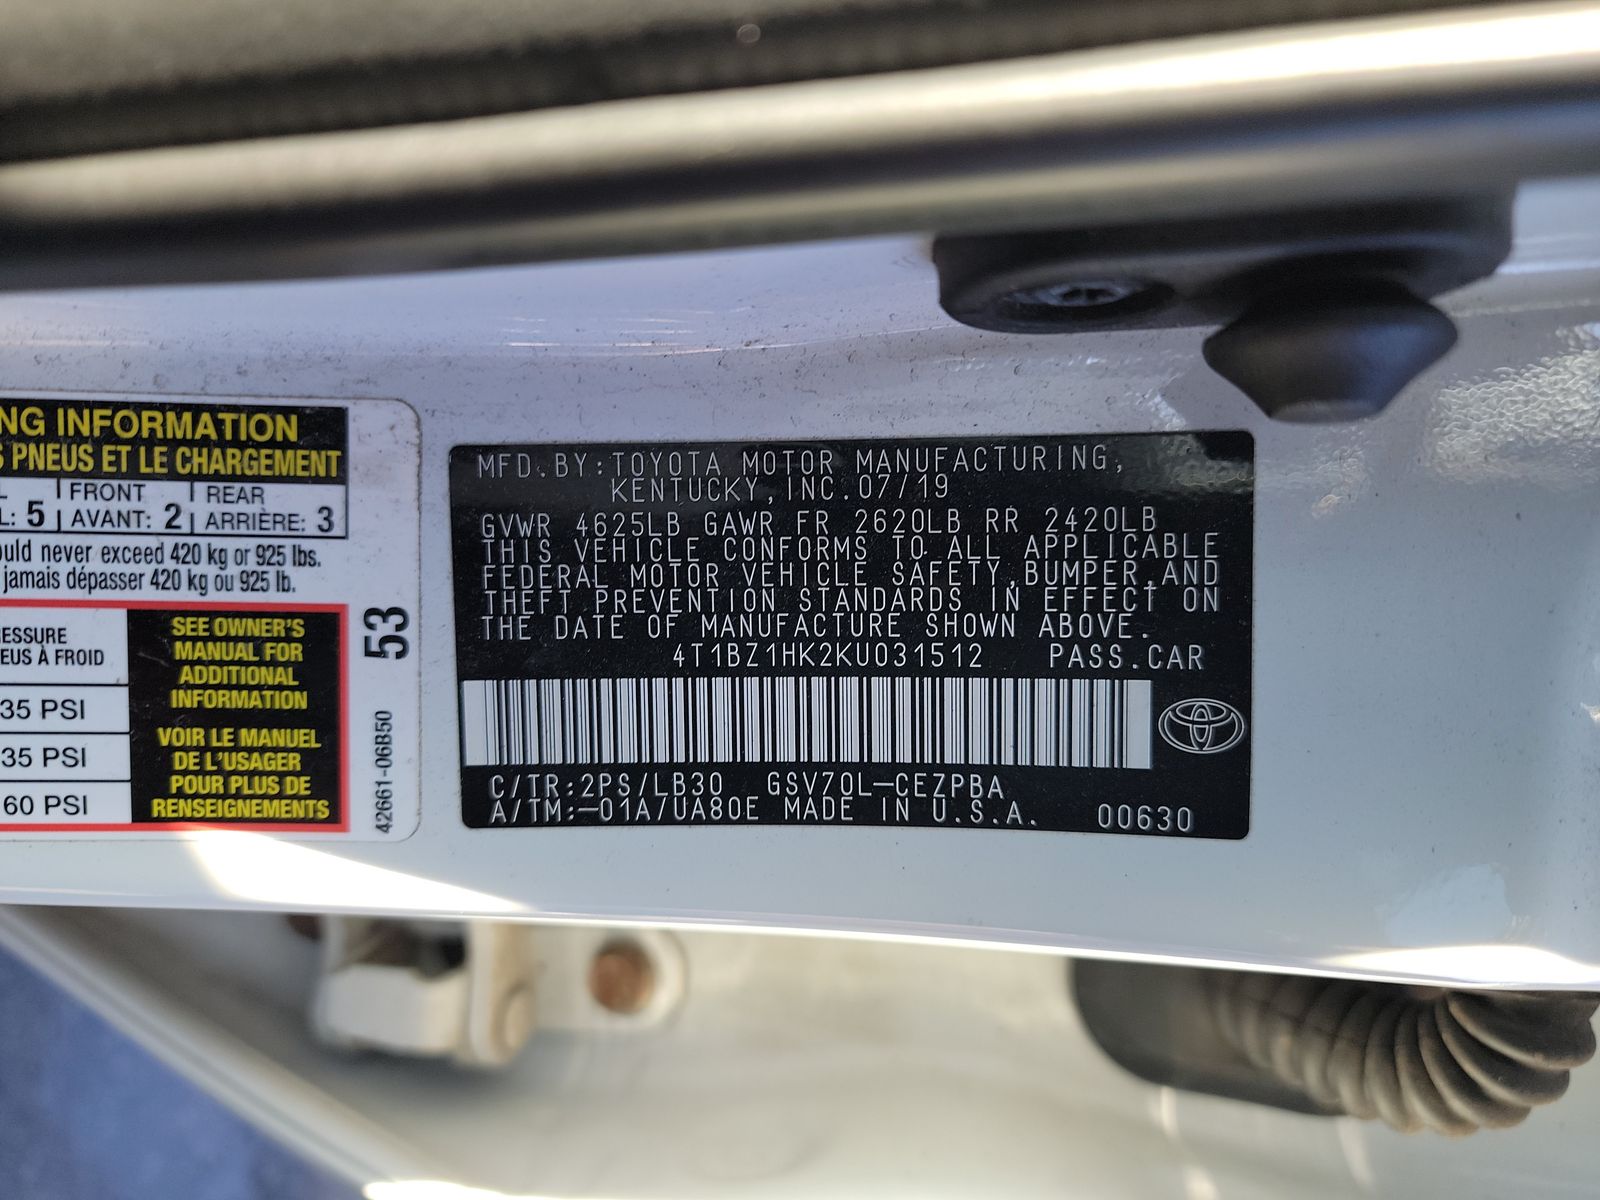 NG INFORMATION
S PNEUS ET LE CHARGEMENT
L FRONT REAR
L: 5 AVANT: 2 ARRIÈRE: 3
ould never exceed 420 kg or 925 lbs.
jamais dépasser 420 kg ou 925 lb.
ESSURE
EUS À FROID
35 PSI
35 PSI
60 PSI
SEE OWNER'S
MANUAL FOR
ADDITIONAL
INFORMATION
VOIR LE MANUEL
DE L'USAGER
POUR PLUS DE
RENSEIGNEMENTS
53
42661-06B50
MFD.BY:TOYOTA MOTOR MANUFACTURING,
KENTUCKY,INC.07/19
GVWR 4625LB GAWR FR 2620LB RR 2420LB
THIS VEHICLE CONFORMS TO ALL APPLICABLE
FEDERAL MOTOR VEHICLE SAFETY,BUMPER,AND
THEFT PREVENTION STANDARDS IN EFFECT ON
THE DATE OF MANUFACTURE SHOWN ABOVE.
4T1BZ1HK2KU031512 PASS.CAR
C/TR:2PS/LB30 GSV70L-CEZPBA
A/TM:-01A/UA80E MADE IN U.S.A. 00630